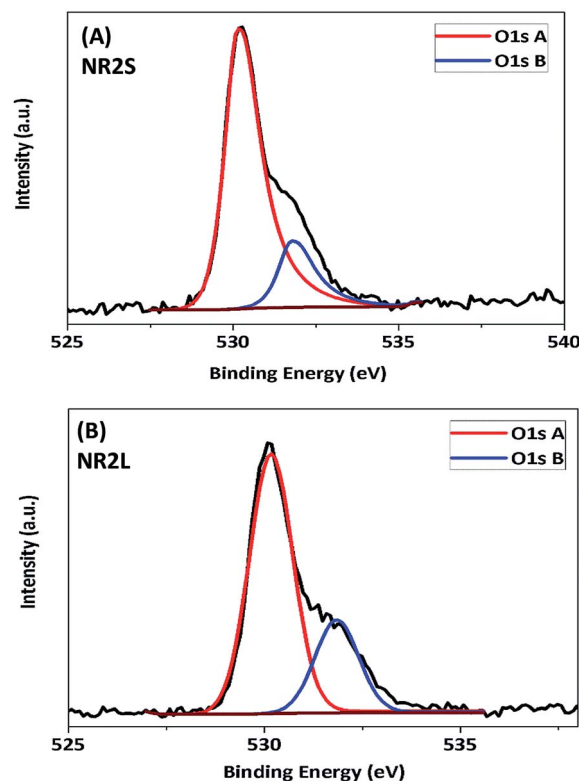 (A)
NR2S
O1s A
O1s B
Intensity (a.u.)
525 530 535 540
Binding Energy (eV)
(B)
NR2L
O1s A
O1s B
Intensity (a.u.)
525 530 535
Binding Energy (eV)